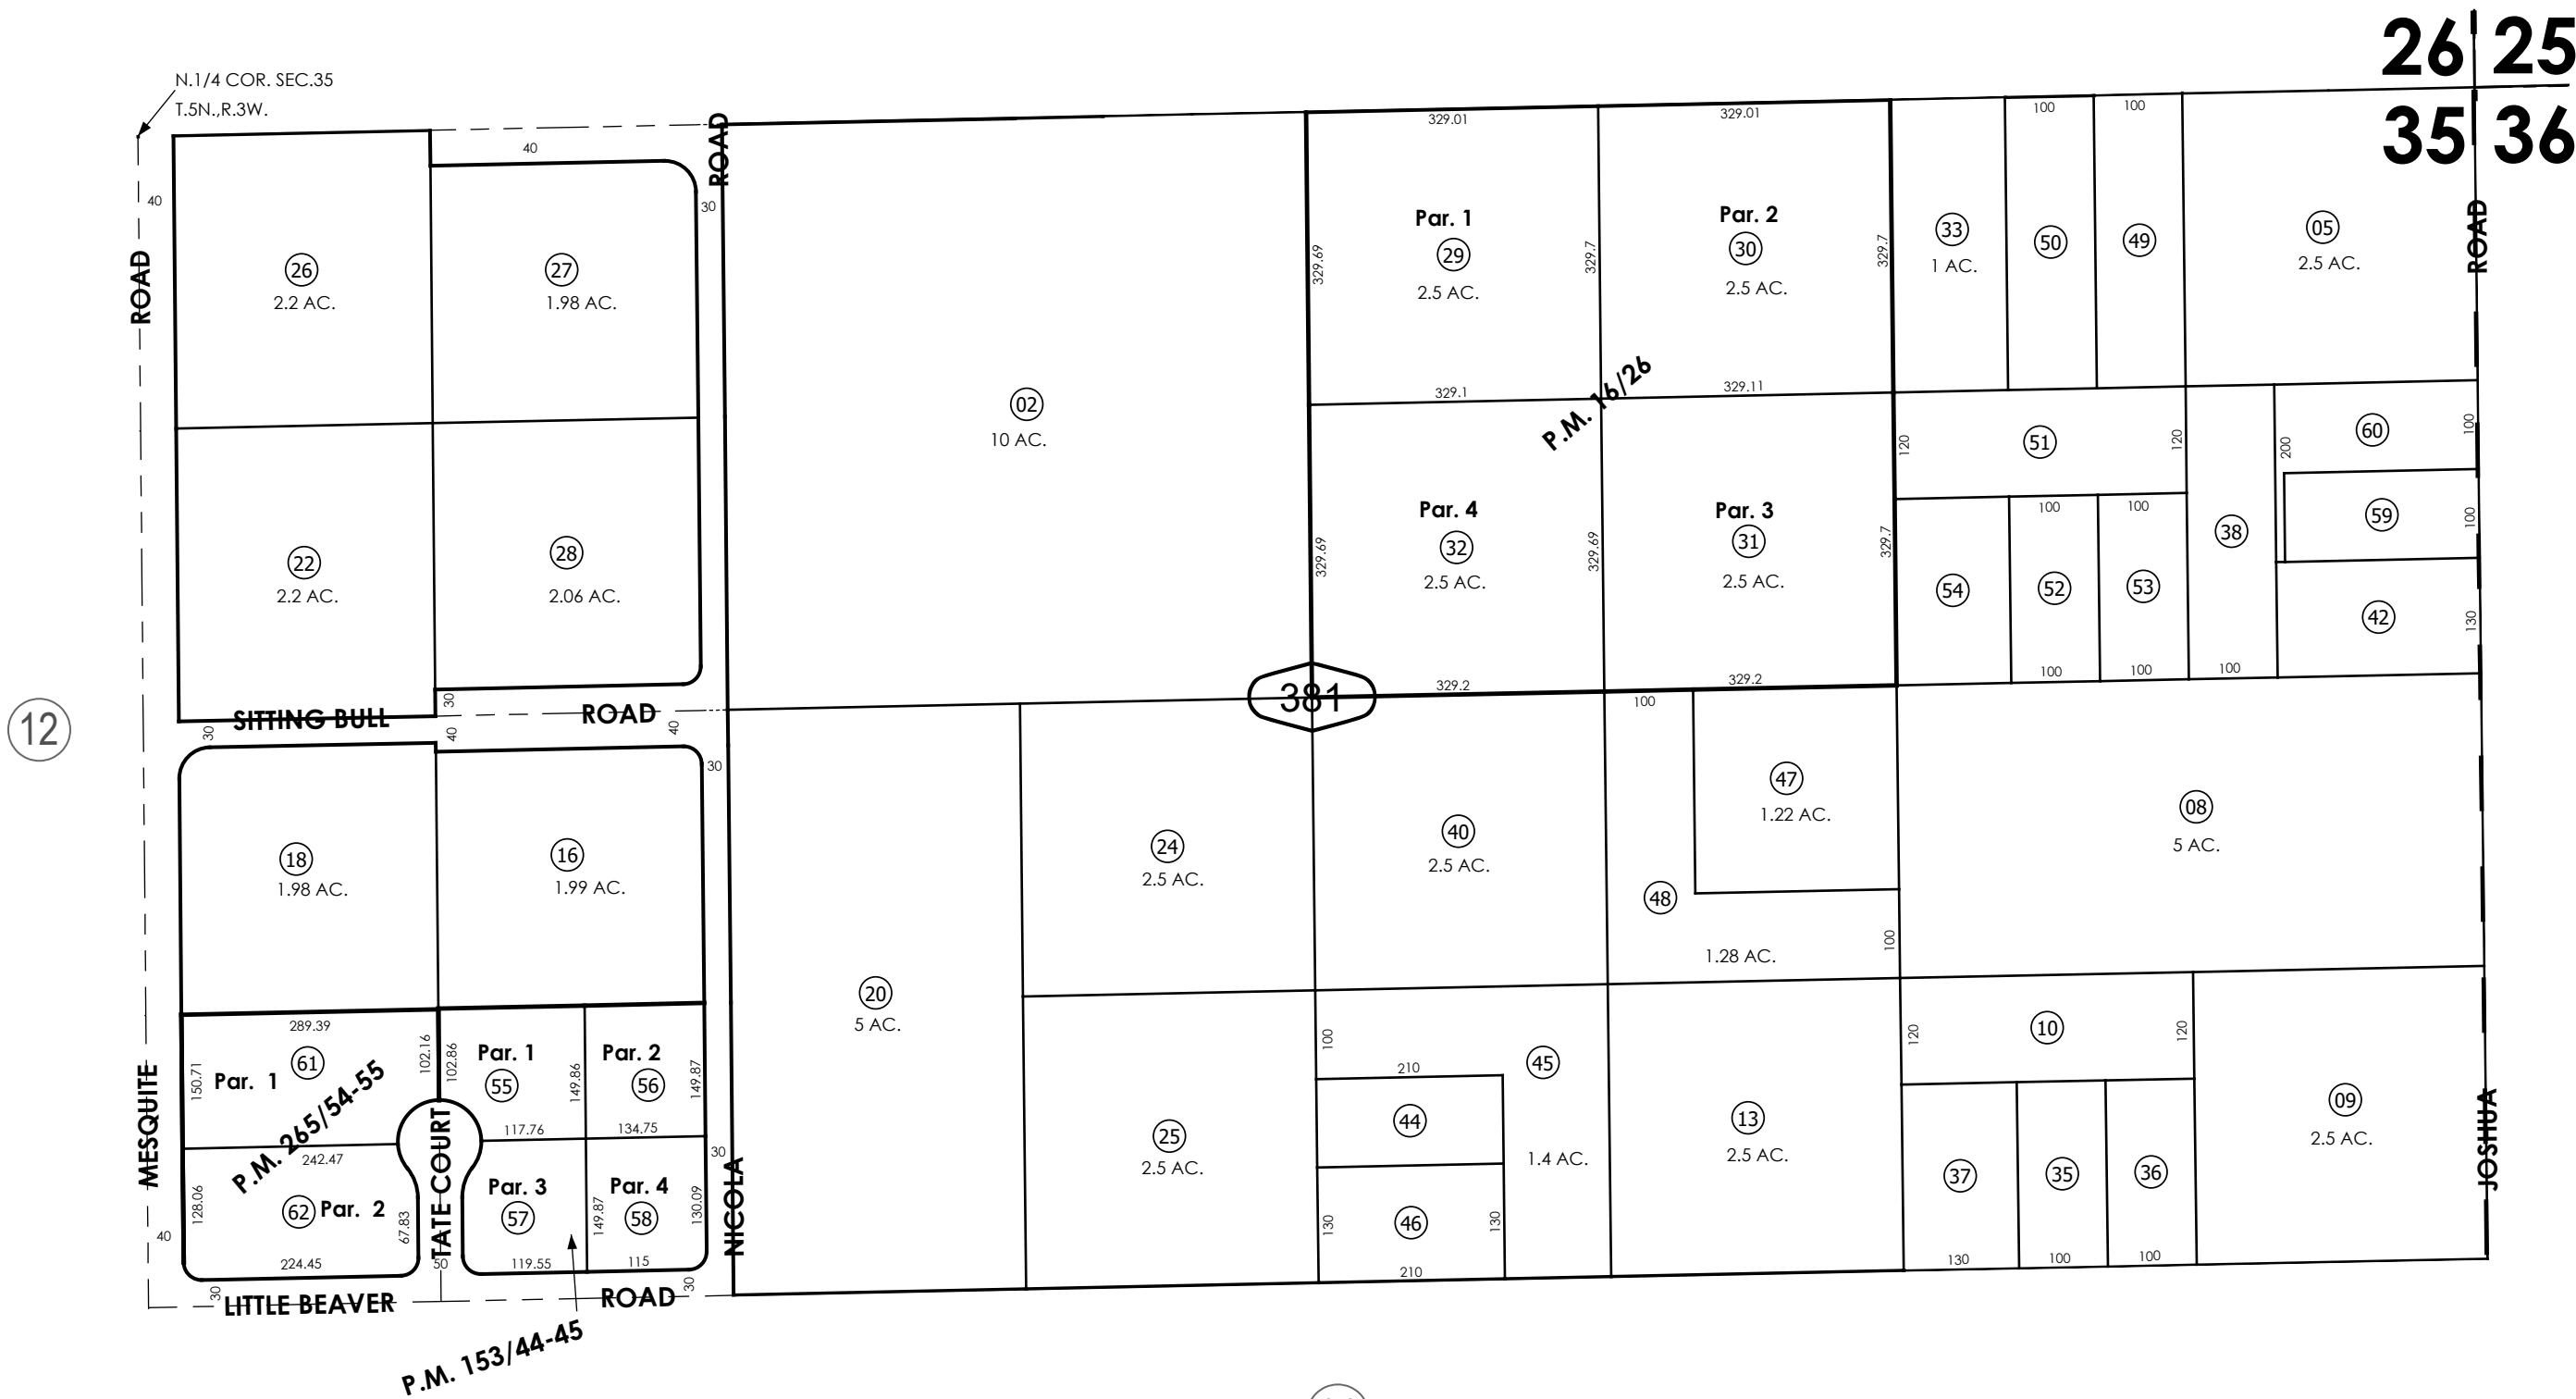 26 25
35 36
N.1/4 COR. SEC.35
T.5N.,R.3W.
40
40
ROAD
ROAD
30
26
2.2 AC.
27
1.98 AC.
22
2.2 AC.
28
2.06 AC.
02
10 AC.
329.01
329.01
Par. 1
29
2.5 AC.
329.69
329.7
Par. 2
30
2.5 AC.
329.7
329.1
329.11
P.M. 16/26
Par. 4
32
2.5 AC.
329.69
329.69
Par. 3
31
2.5 AC.
329.7
329.2
329.2
381
100
100
33
1 AC.
50
49
05
2.5 AC.
ROAD
120
51
120
200
60
100
59
100
38
100
100
54
52
53
42
130
100
100
100
12
SITTING BULL
ROAD
30
30
40
40
30
18
1.98 AC.
16
1.99 AC.
20
5 AC.
24
2.5 AC.
40
2.5 AC.
100
47
1.22 AC.
48
1.28 AC.
100
08
5 AC.
289.39
61
Par. 1
150.71
102.16
102.86
Par. 1
55
149.86
Par. 2
56
149.87
P.M. 265/54-55
242.47
117.76
134.75
62
Par. 2
128.06
67.83
224.45
TATE COURT
50
Par. 3
57
149.87
Par. 4
58
130.09
119.55
115
30
30
30
40
MESQUITE
NICOLA
LITTLE BEAVER
ROAD
P.M. 153/44-45
25
2.5 AC.
100
210
45
1.4 AC.
44
46
130
130
210
13
2.5 AC.
120
10
120
37
35
36
130
100
100
09
2.5 AC.
JOSHUA